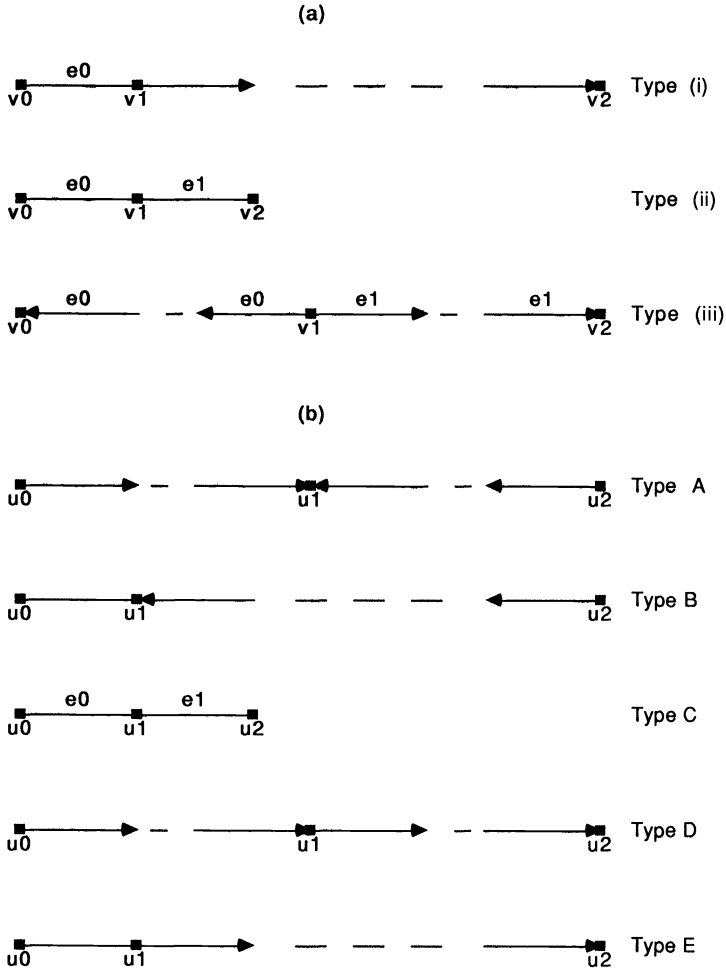 (a)
e0
v0 v1 v2 Type (i)
e0 e1
v0 v1 v2 Type (ii)
e0 e0 e1 e1
v0 v1 v2 Type (iii)
(b)
u0 u1 u2 Type A
u0 u1 u2 Type B
e0 e1
u0 u1 u2 Type C
u0 u1 u2 Type D
u0 u1 u2 Type E